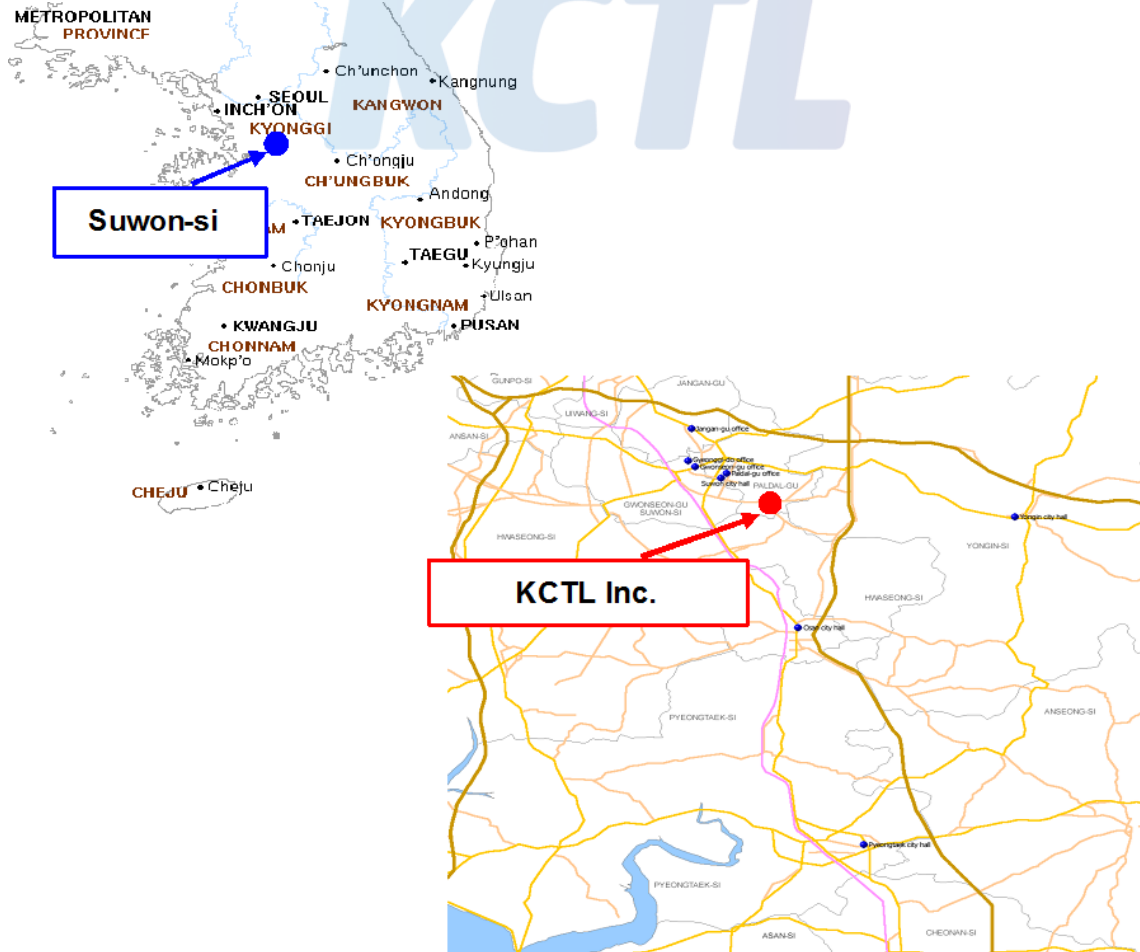 KCTL
METROPOLITAN
PROVINCE
Ch'unchon
Kangnung
SEOUL
INCH'ON
KANGWON
KYONGGI
Ch'ongju
CH'UNGBUK
Suwon-si
Andong
TAEJON
KYONGBUK
AM
P'ohan
TAEGU
Kyungju
Chonju
CHONBUK
Ulsan
KYONGNAM
KWANGJU
PUSAN
CHONNAM
Mokp'o
CHEJU
Cheju
GUNPO-SI
JANGAN-GU
UIWANG-SI
Jangan-gu office
ANSAN-SI
Gyeonggi-do office
Gwonseon-gu office
Paldal-gu office
Suwon city hall
PALDAL-GU
GWONSEON-GU
SUWON-SI
Yongin city hall
HWASEONG-SI
YONGIN-SI
KCTL Inc.
HWASEONG-SI
Osan city hall
PYEONGTAEK-SI
ANSEONG-SI
Pyeongtaek city hall
PYEONGTAEK-SI
ASAN-SI
CHEONAN-SI